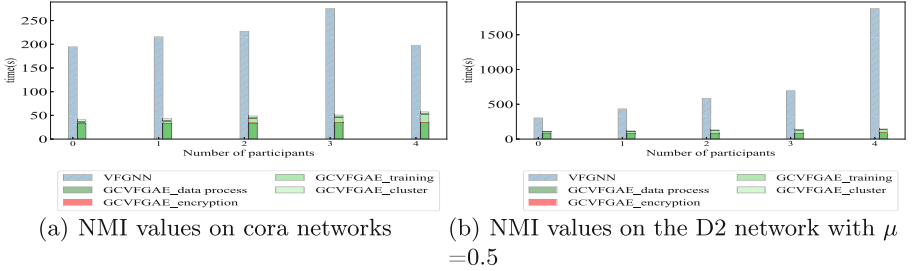 250
200
150
100
50
0
time(s)
0 1 2 3 4
Number of participants
VFGNN
GCVFGAE_data process
GCVFGAE_encryption
GCVFGAE_training
GCVFGAE_cluster
(a) NMI values on cora networks
1500
1000
500
0
time(s)
0 1 2 3 4
Number of participants
VFGNN
GCVFGAE_data process
GCVFGAE_encryption
GCVFGAE_training
GCVFGAE_cluster
(b) NMI values on the D2 network with μ
=0.5